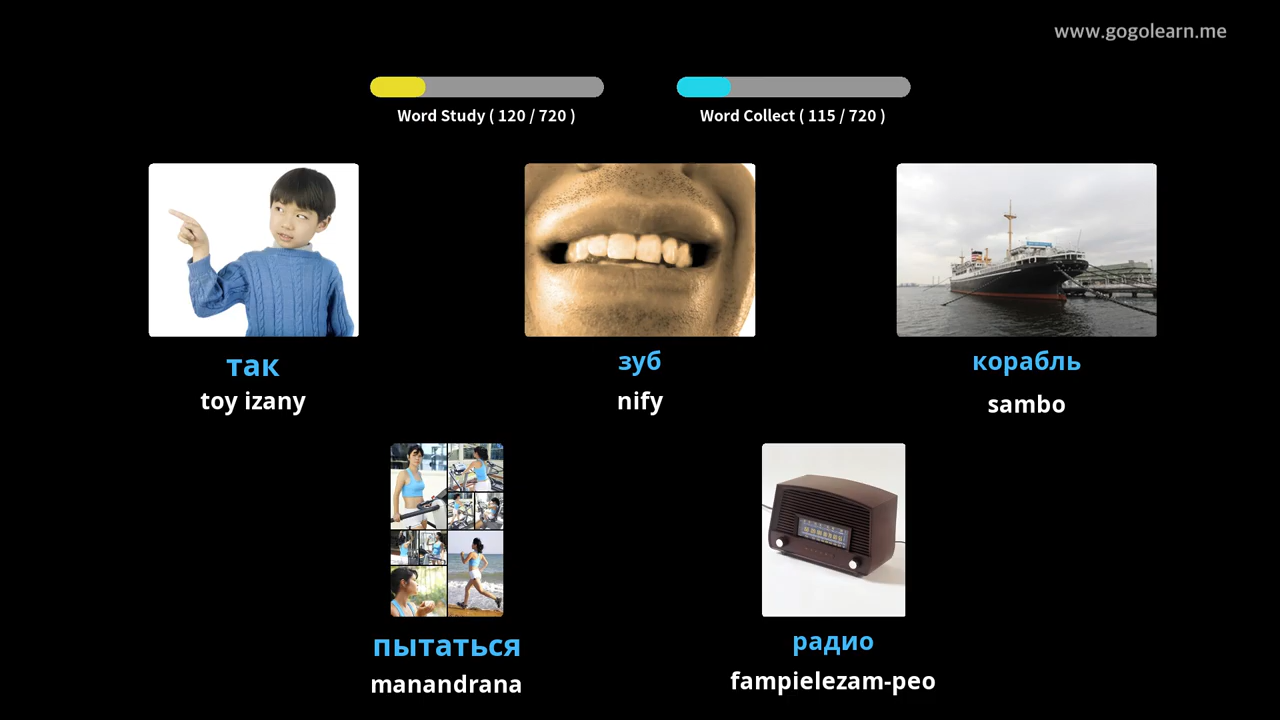 www.gogolearn.me
Word Study ( 120 / 720 )
Word Collect ( 115 / 720 )
так
toy izany
зуб
nify
корабль
sambo
пытаться
manandrana
радио
fampielezam-peo